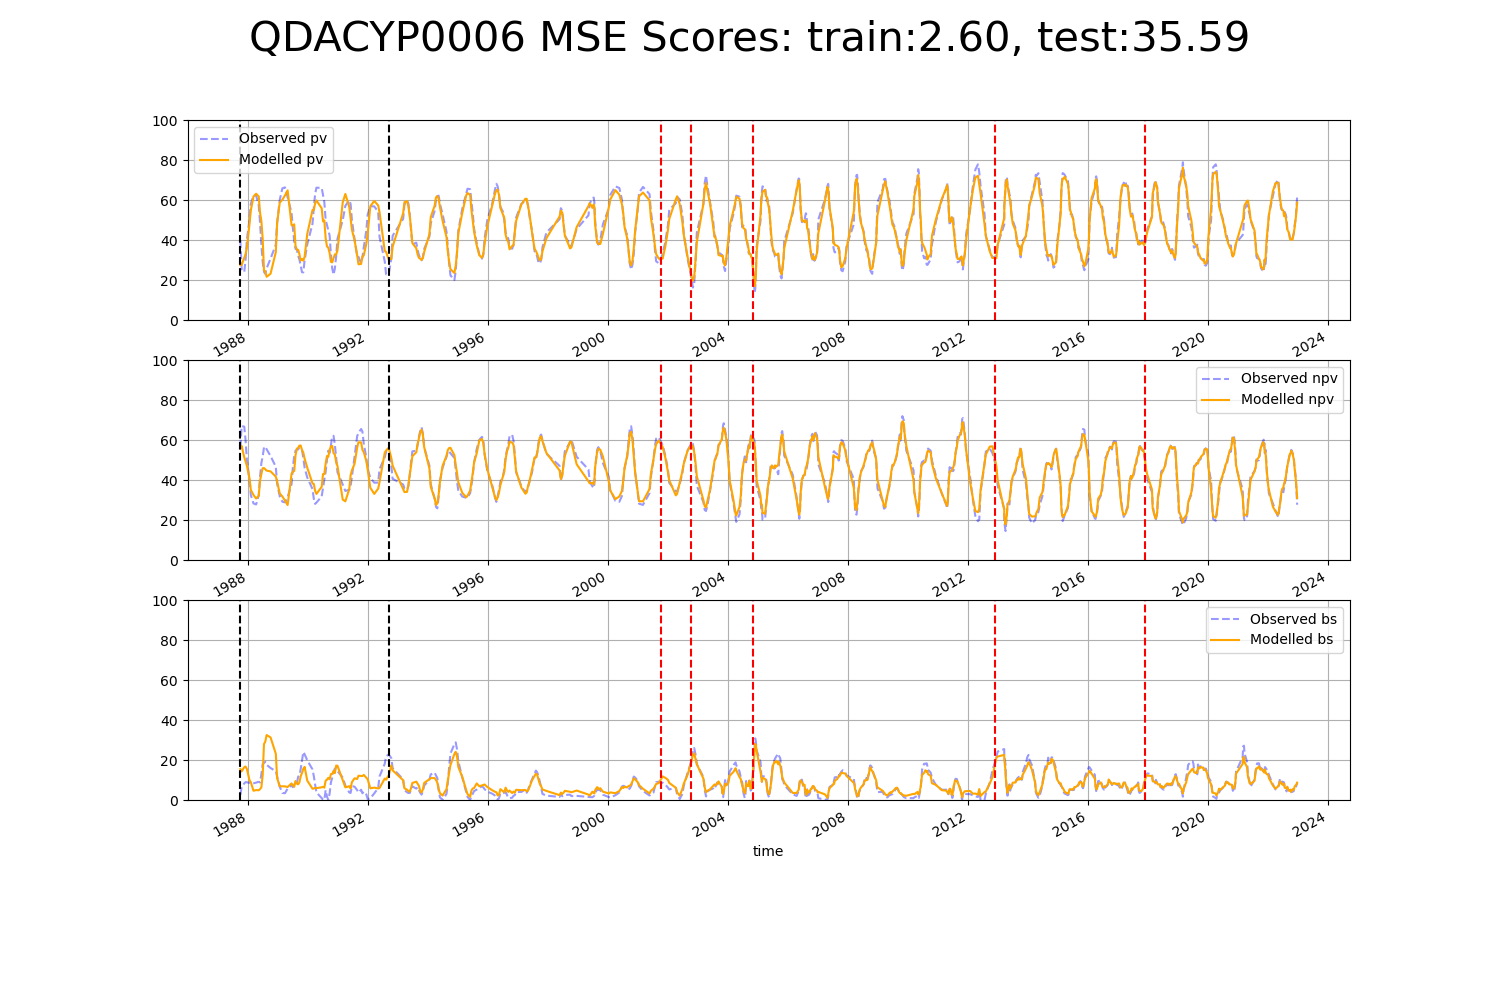 QDACYP0006 MSE Scores: train:2.60, test:35.59
100
80
60
40
20
0
Observed pv
Modelled pv
1988 1992 1996 2000 2004 2008 2012 2016 2020 2024
100
80
60
40
20
0
Observed npv
Modelled npv
1988 1992 1996 2000 2004 2008 2012 2016 2020 2024
100
80
60
40
20
0
Observed bs
Modelled bs
1988 1992 1996 2000 2004 2008 2012 2016 2020 2024
time